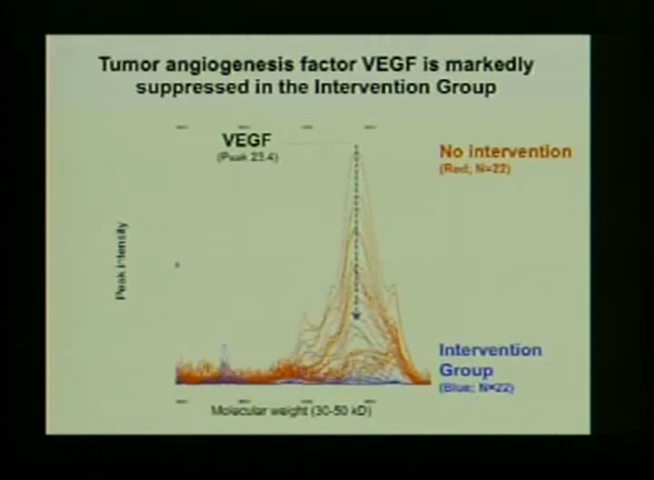 Tumor angiogenesis factor VEGF is markedly
suppressed in the Intervention Group
VEGF
(Peak 23.4)
No intervention
(Red; N=22)
Peak intensity
Intervention
Group
(Blue; N=22)
Molecular weight (30-50 kD)